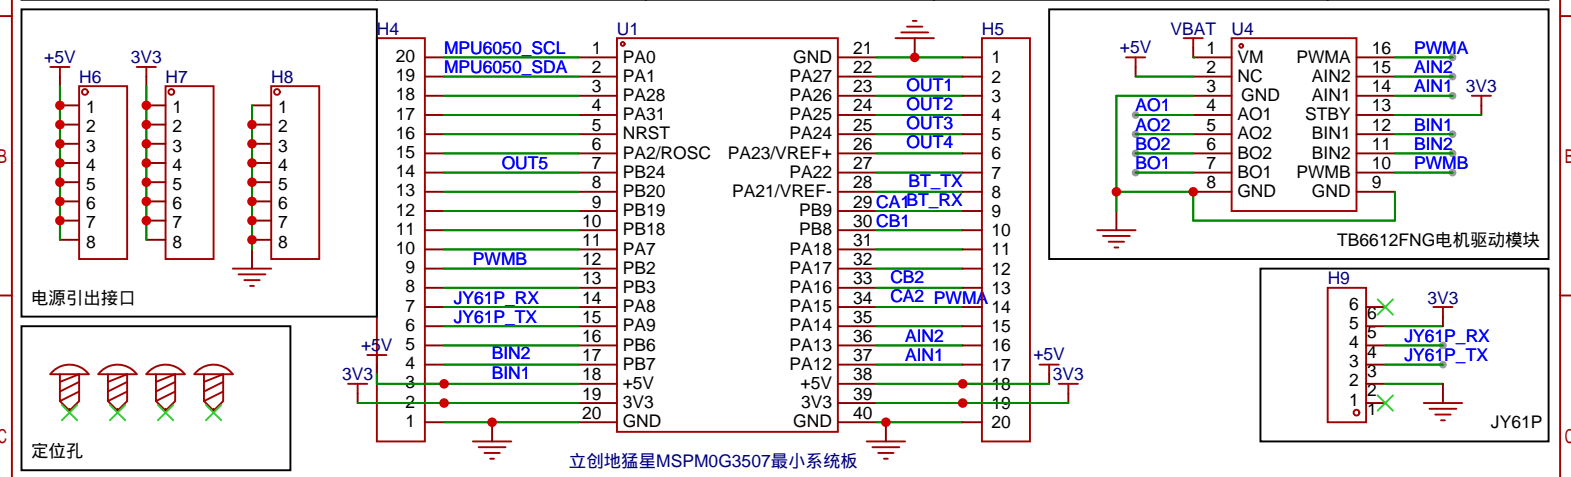 +5V
H6
1
2
3
4
5
6
7
8
3V3
H7
1
2
3
4
5
6
7
8
H8
1
2
3
4
5
6
7
8
电源引出接口
定位孔
H4
U1
H5
20 MPU6050_SCL 1 PA0 GND 21 1
19 MPU6050_SDA 2 PA1 PA27 22 2
18 3 PA28 PA26 23 OUT1 3
17 4 PA31 PA25 24 OUT2 4
16 5 NRST PA24 25 OUT3 5
15 6 PA2/ROSC PA23/VREF+ 26 OUT4 6
14 OUT5 7 PB24 PA22 27 7
13 8 PB20 PA21/VREF- 28 BT_TX 8
12 9 PB19 PB9 29 CA1 BT_RX 9
11 10 PB18 PB8 30 CB1 10
10 11 PA7 PA18 31 11
9 PWMB 12 PB2 PA17 32 12
8 13 PB3 PA16 33 CB2 13
7 JY61P_RX 14 PA8 PA15 34 CA2 PWMA 14
6 JY61P_TX 15 PA9 PA14 35 15
5 16 PB6 PA13 36 AIN2 16
4 BIN2 17 PB7 PA12 37 AIN1 17
+5V 3 BIN1 18 +5V +5V 38 18 +5V
3V3 2 19 3V3 3V3 39 19 3V3
1 20 GND GND 40 20
立创地猛星MSPM0G3507最小系统板
VBAT U4
+5V
1 VM PWMA 16 PWMA
2 NC AIN2 15 AIN2
3 GND AIN1 14 AIN1
AO1 4 AO1 STBY 13 3V3
AO2 5 AO2 BIN1 12 BIN1
BO2 6 BO2 BIN2 11 BIN2
BO1 7 BO1 PWMB 10 PWMB
8 GND GND 9
TB6612FNG电机驱动模块
H9
6 6
5 5 3V3
4 4 JY61P_RX
3 3 JY61P_TX
2 2
1 1
JY61P
B
B
C
C